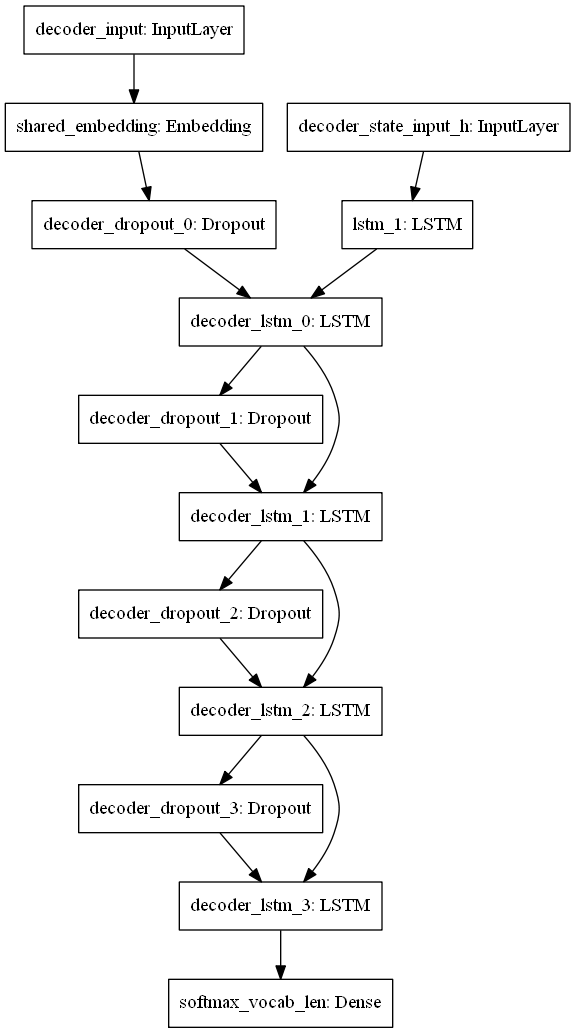 decoder_input: InputLayer
shared_embedding: Embedding
decoder_state_input_h: InputLayer
decoder_dropout_0: Dropout
lstm_1: LSTM
decoder_lstm_0: LSTM
decoder_dropout_1: Dropout
decoder_lstm_1: LSTM
decoder_dropout_2: Dropout
decoder_lstm_2: LSTM
decoder_dropout_3: Dropout
decoder_lstm_3: LSTM
softmax_vocab_len: Dense